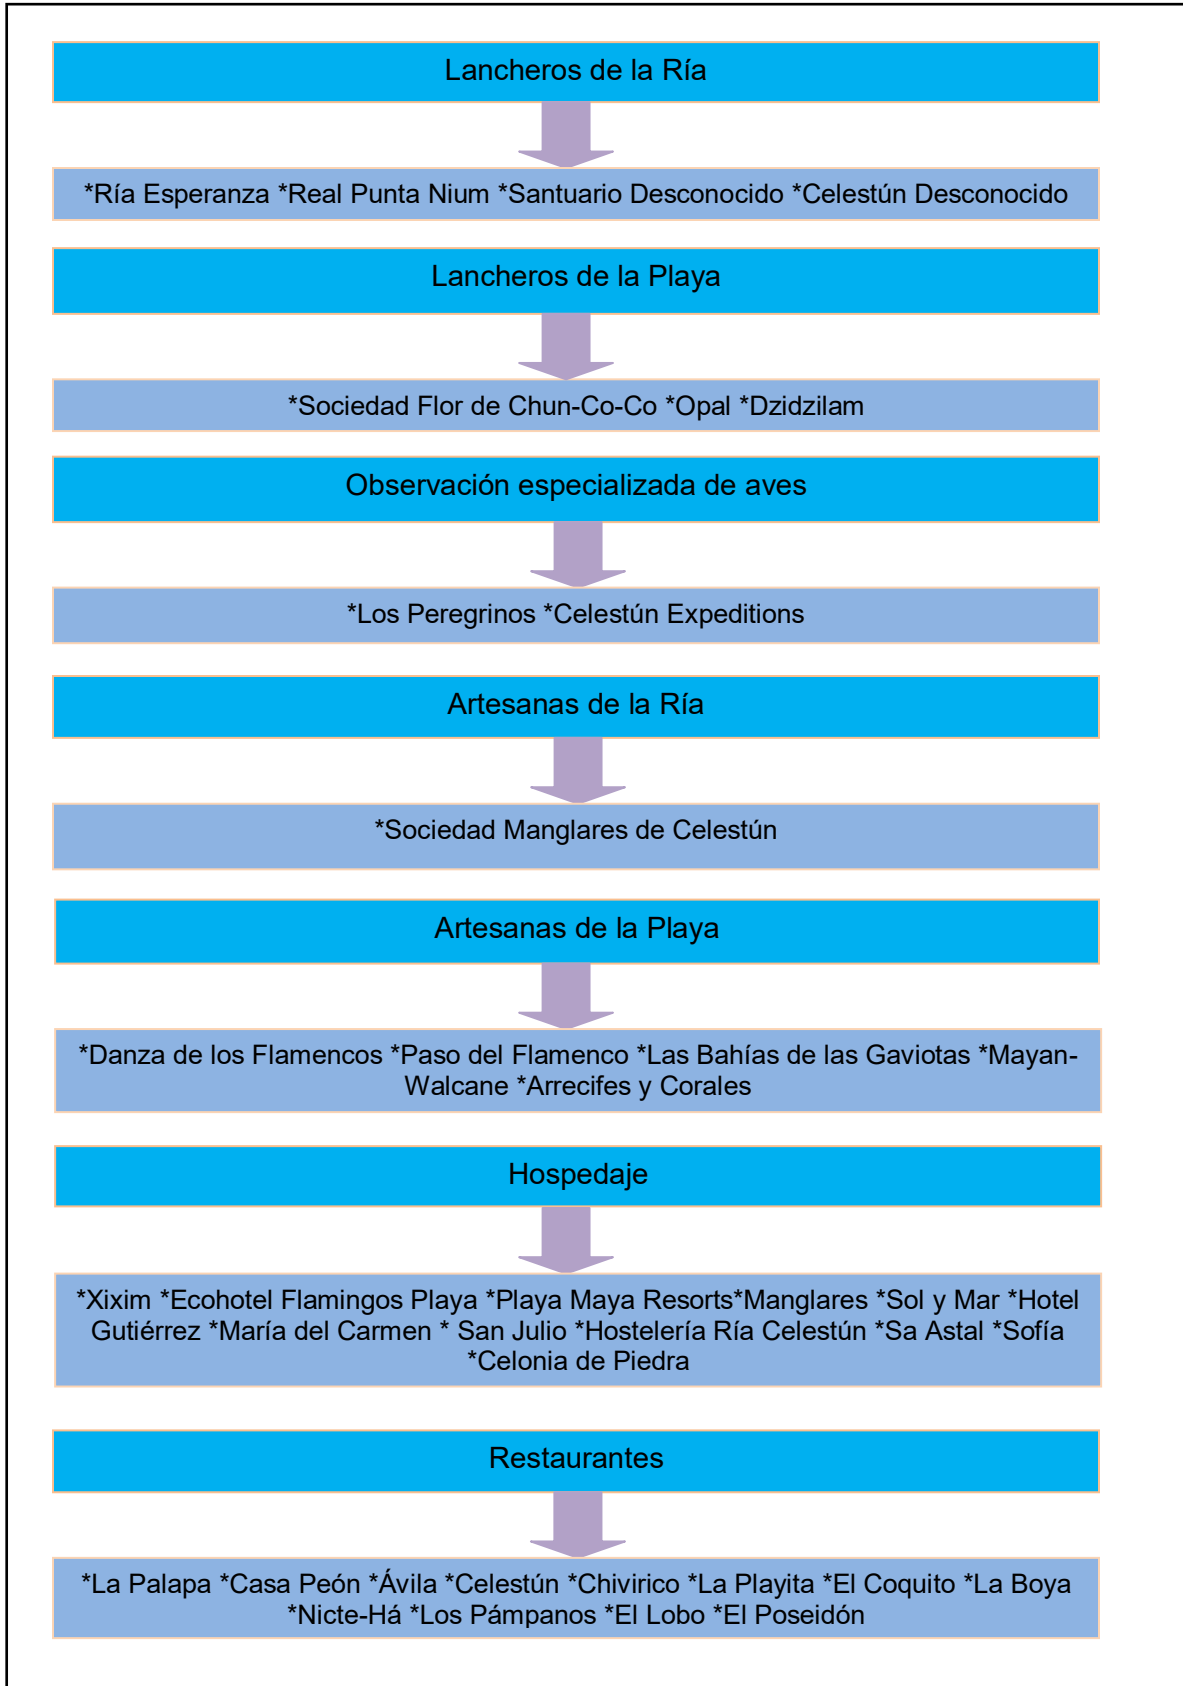 Lancheros de la Ría
*Ría Esperanza *Real Punta Nium *Santuario Desconocido *Celestún Desconocido
Lancheros de la Playa
*Sociedad Flor de Chun-Co-Co *Opal *Dzidzilam
Observación especializada de aves
*Los Peregrinos *Celestún Expeditions
Artesanas de la Ría
*Sociedad Manglares de Celestún
Artesanas de la Playa
*Danza de los Flamencos *Paso del Flamenco *Las Bahías de las Gaviotas *Mayan-
Walcane *Arrecifes y Corales
Hospedaje
*Xixim *Ecohotel Flamingos Playa *Playa Maya Resorts*Manglares *Sol y Mar *Hotel
Gutiérrez *María del Carmen * San Julio *Hostelería Ría Celestún *Sa Astal *Sofía
*Celonia de Piedra
Restaurantes
*La Palapa *Casa Peón *Ávila *Celestún *Chivirico *La Playita *El Coquito *La Boya
*Nicte-Há *Los Pámpanos *El Lobo *El Poseidón